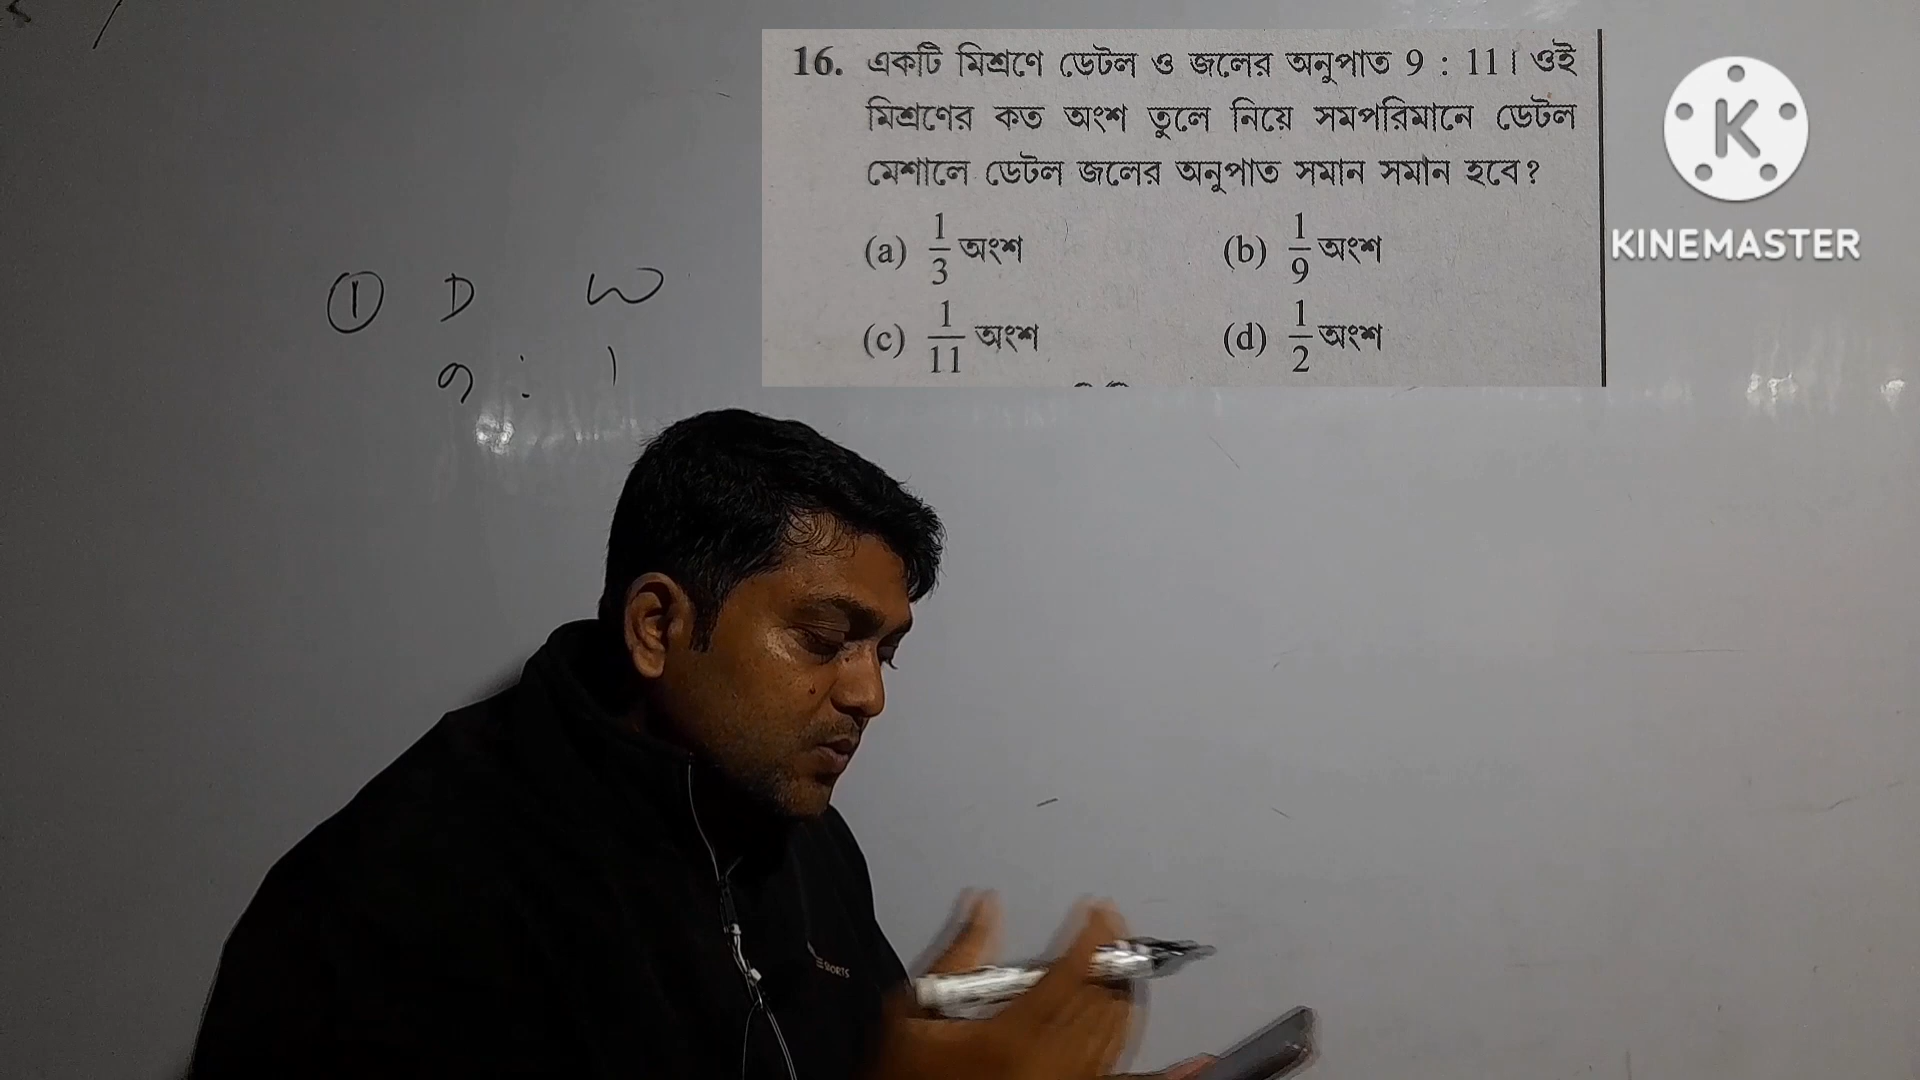 16. একটি মিশ্রণে ডেটল ও জলের অনুপাত 9 : 11। ওই
মিশ্রণের কত অংশ তুলে নিয়ে সমপরিমানে ডেটল
মেশালে ডেটল জলের অনুপাত সমান সমান হবে?
(a) 1/3 অংশ (b) 1/9 অংশ
(c) 1/11 অংশ (d) 1/2 অংশ
K
KINEMASTER
① D W
9 : 1
SPORTS